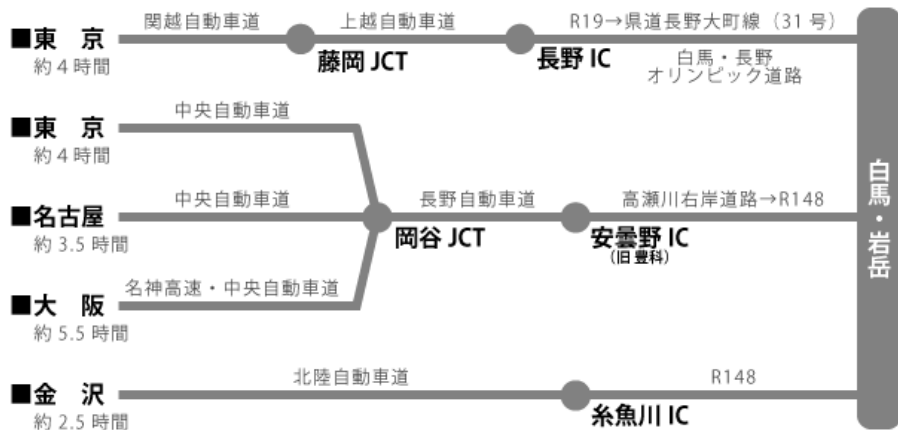 関越自動車道
上越自動車道
R19→県道長野大町線（31 号）
■東　京
約 4 時間
藤岡 JCT
長野 IC
白馬・長野
オリンピック道路
中央自動車道
■東　京
約 4 時間
中央自動車道
長野自動車道
高瀬川右岸道路→R148
■名古屋
約 3.5 時間
岡谷 JCT
安曇野 IC
（旧 豊科）
名神高速・中央自動車道
■大　阪
約 5.5 時間
北陸自動車道
R148
■金　沢
約 2.5 時間
糸魚川 IC
白馬・岩岳